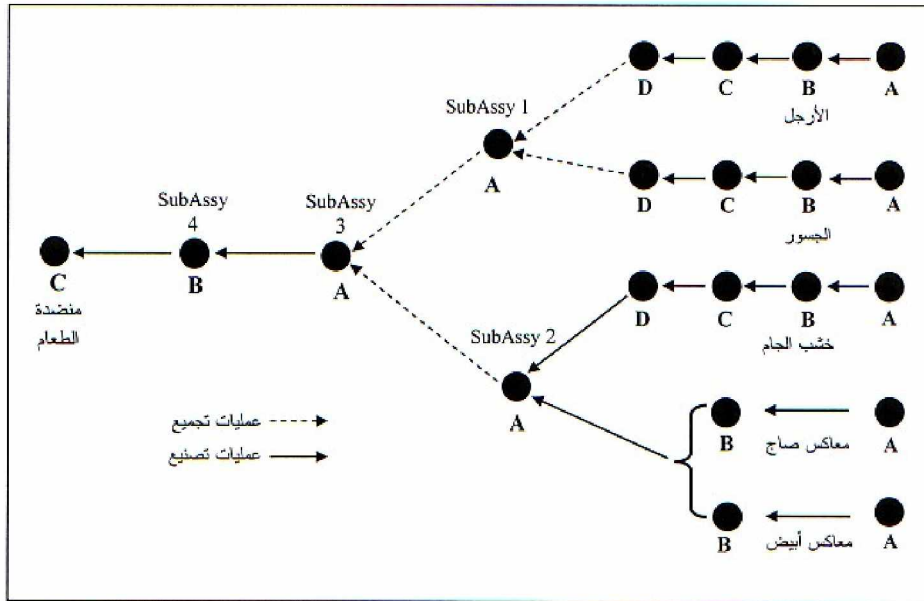 D C B A
الأرجل
SubAssy 1
A
D C B A
الجسور
SubAssy
4
SubAssy
3
C B A
منضدة
الطعام
D C B A
خشب الجام
SubAssy 2
A
B معاكس صاج A
B معاكس أبيض A
عمليات تجميع
عمليات تصنيع